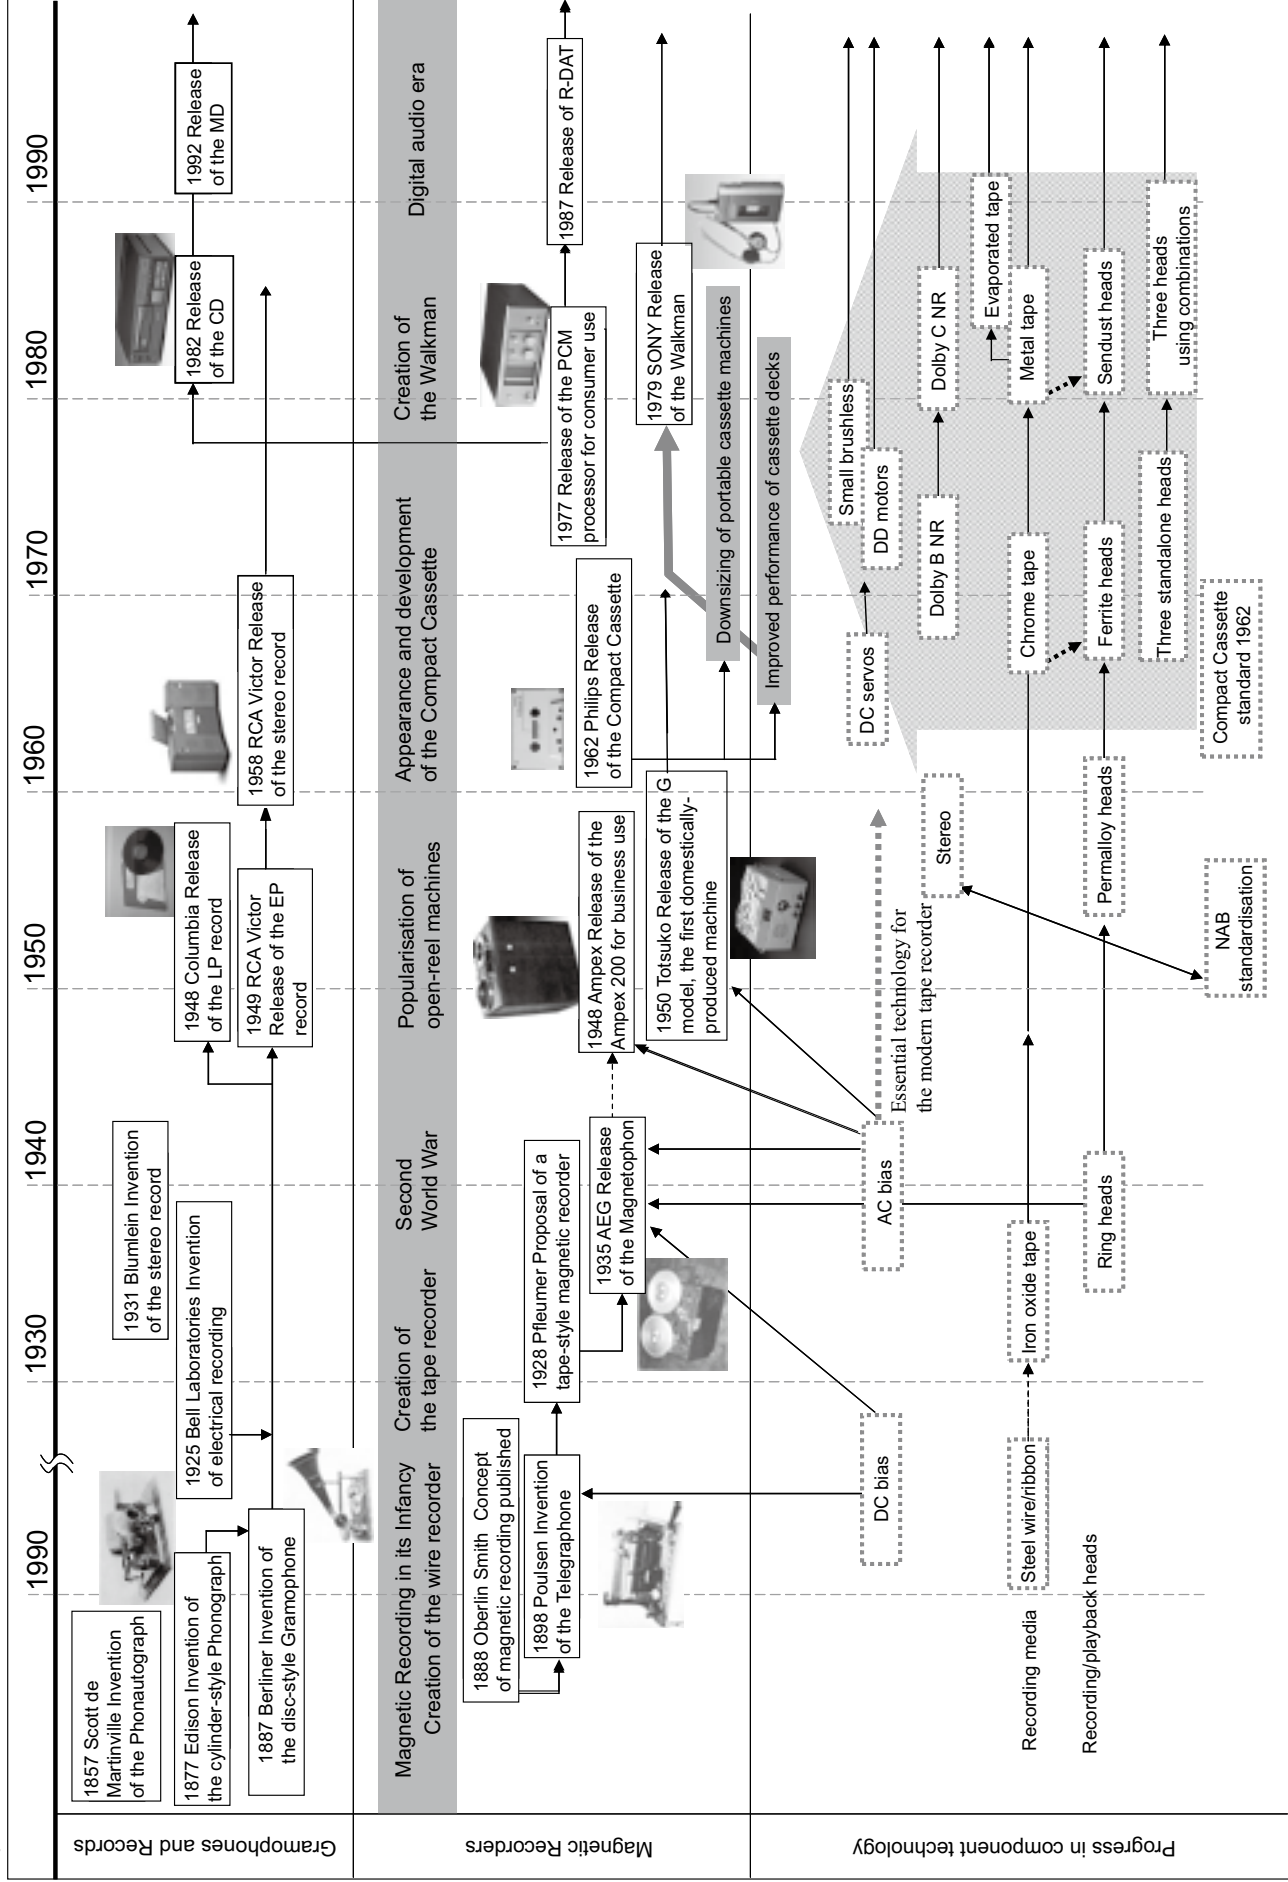 1990
1930
1940
1950
1960
1970
1980
1990
Gramophones and Records
1857 Scott de
Martinville Invention
of the Phonautograph
1877 Edison Invention of
the cylinder-style Phonograph
1887 Berliner Invention of
the disc-style Gramophone
1925 Bell Laboratories Invention
of electrical recording
1931 Blumlein Invention
of the stereo record
1948 Columbia Release
of the LP record
1949 RCA Victor
Release of the EP
record
1958 RCA Victor Release
of the stereo record
1982 Release
of the CD
1992 Release
of the MD
Magnetic Recording in its Infancy
Creation of the wire recorder
Creation of
the tape recorder
Second
World War
Popularisation of
open-reel machines
Appearance and development
of the Compact Cassette
Creation of
the Walkman
Digital audio era
Magnetic Recorders
1888 Oberlin Smith Concept
of magnetic recording published
1898 Poulsen Invention
of the Telegraphone
1928 Pfleumer Proposal of a
tape-style magnetic recorder
1935 AEG Release
of the Magnetophon
1948 Ampex Release of the
Ampex 200 for business use
1950 Totsuko Release of the G
model, the first domestically-
produced machine
1962 Philips Release
of the Compact Cassette
1977 Release of the PCM
processor for consumer use
1987 Release of R-DAT
1979 SONY Release
of the Walkman
Downsizing of portable cassette machines
Improved performance of cassette decks
Progress in component technology
DC bias
AC bias
Essential technology for
the modern tape recorder
DC servos
Small brushless
DD motors
Stereo
Dolby B NR
Dolby C NR
Recording media
Steel wire/ribbon
Iron oxide tape
Chrome tape
Metal tape
Evaporated tape
Recording/playback heads
Ring heads
Permalloy heads
Ferrite heads
Sendust heads
Three standalone heads
Three heads
using combinations
NAB
standardisation
Compact Cassette
standard 1962